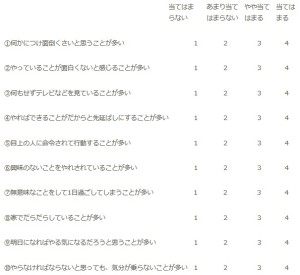 当てはま あまり当て やや当て 当ては
らない はまらない はまる まる
①何かにつけ面倒くさいと思うことが多い 1 2 3 4
②やっていることが面白くないと感じることが多い 1 2 3 4
③何もせずテレビなどを見ていることが多い 1 2 3 4
④やればできることだからと先延ばしにすることが多い 1 2 3 4
⑤目上の人に命令されて行動することが多い 1 2 3 4
⑥興味のないことをやれされていることが多い 1 2 3 4
⑦無意味なことをして1日過ごしてしまうことが多い 1 2 3 4
⑧家でだらだらしていることが多い 1 2 3 4
⑨明日になればやる気になるだろうと思うことが多い 1 2 3 4
⑩やらなければならないと思っても、気分が乗らないことが多い 1 2 3 4